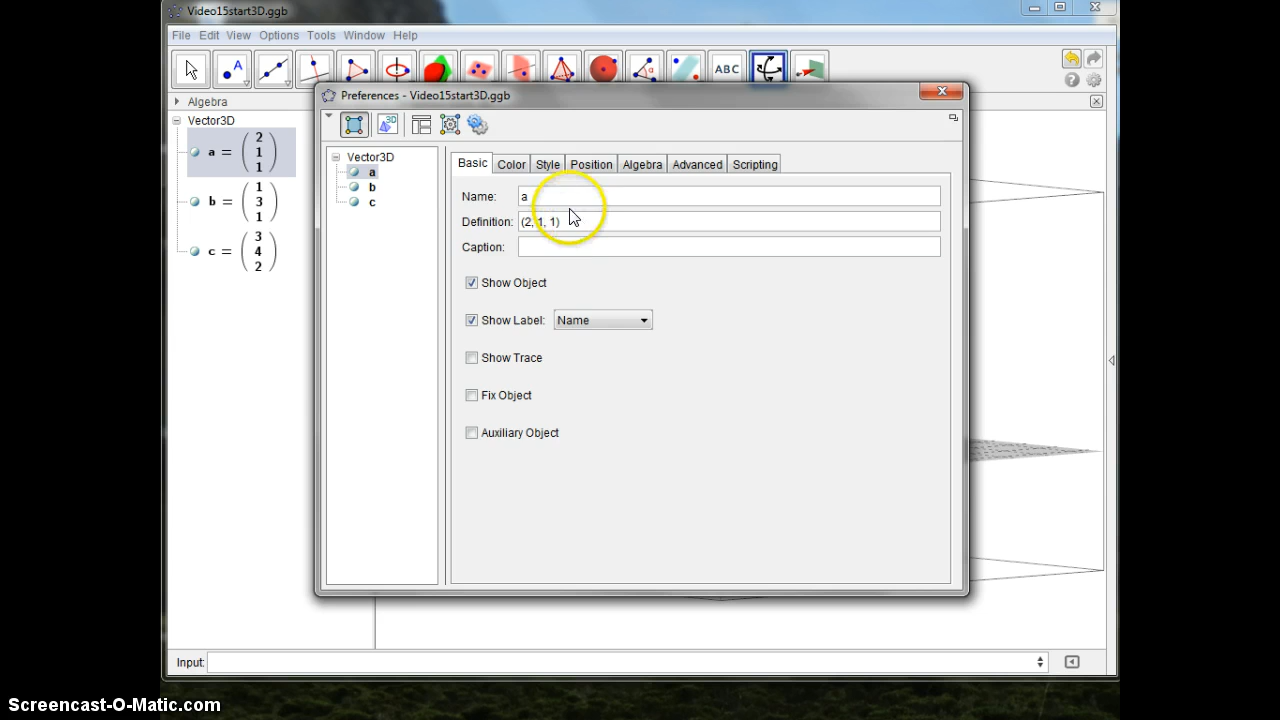 Video15start3D.ggb
File Edit View Options Tools Window Help
ABC
Preferences - Video15start3D.ggb
Algebra
Vector3D
a = ( 2 1 1 )
b = ( 1 3 1 )
c = ( 3 4 2 )
Vector3D
a
b
c
Basic Color Style Position Algebra Advanced Scripting
Name: a
Definition: (2, 1, 1)
Caption:
Show Object
Show Label: Name
Show Trace
Fix Object
Auxiliary Object
Input:
Screencast-O-Matic.com